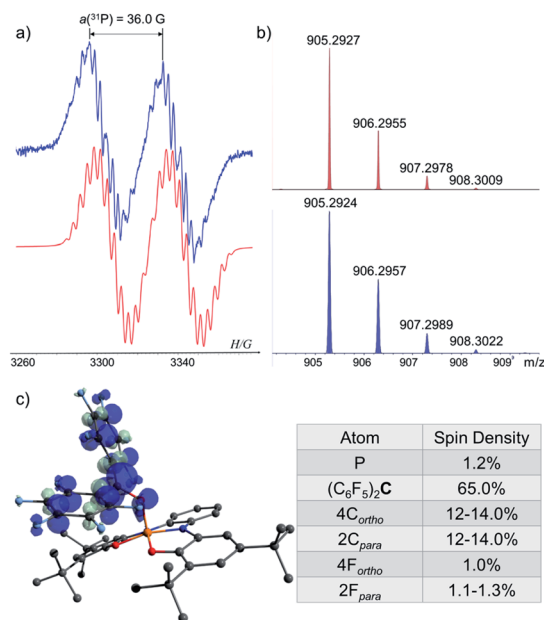 a)
a(³¹P) = 36.0 G
H/G
3260
3300
3340
b)
905.2927
906.2955
907.2978
908.3009
905.2924
906.2957
907.2989
908.3022
905
906
907
908
909
m/z
c)
Atom Spin Density
P 1.2%
(C₆F₅)₂C 65.0%
4Cortho 12-14.0%
2Cpara 12-14.0%
4Fortho 1.0%
2Fpara 1.1-1.3%